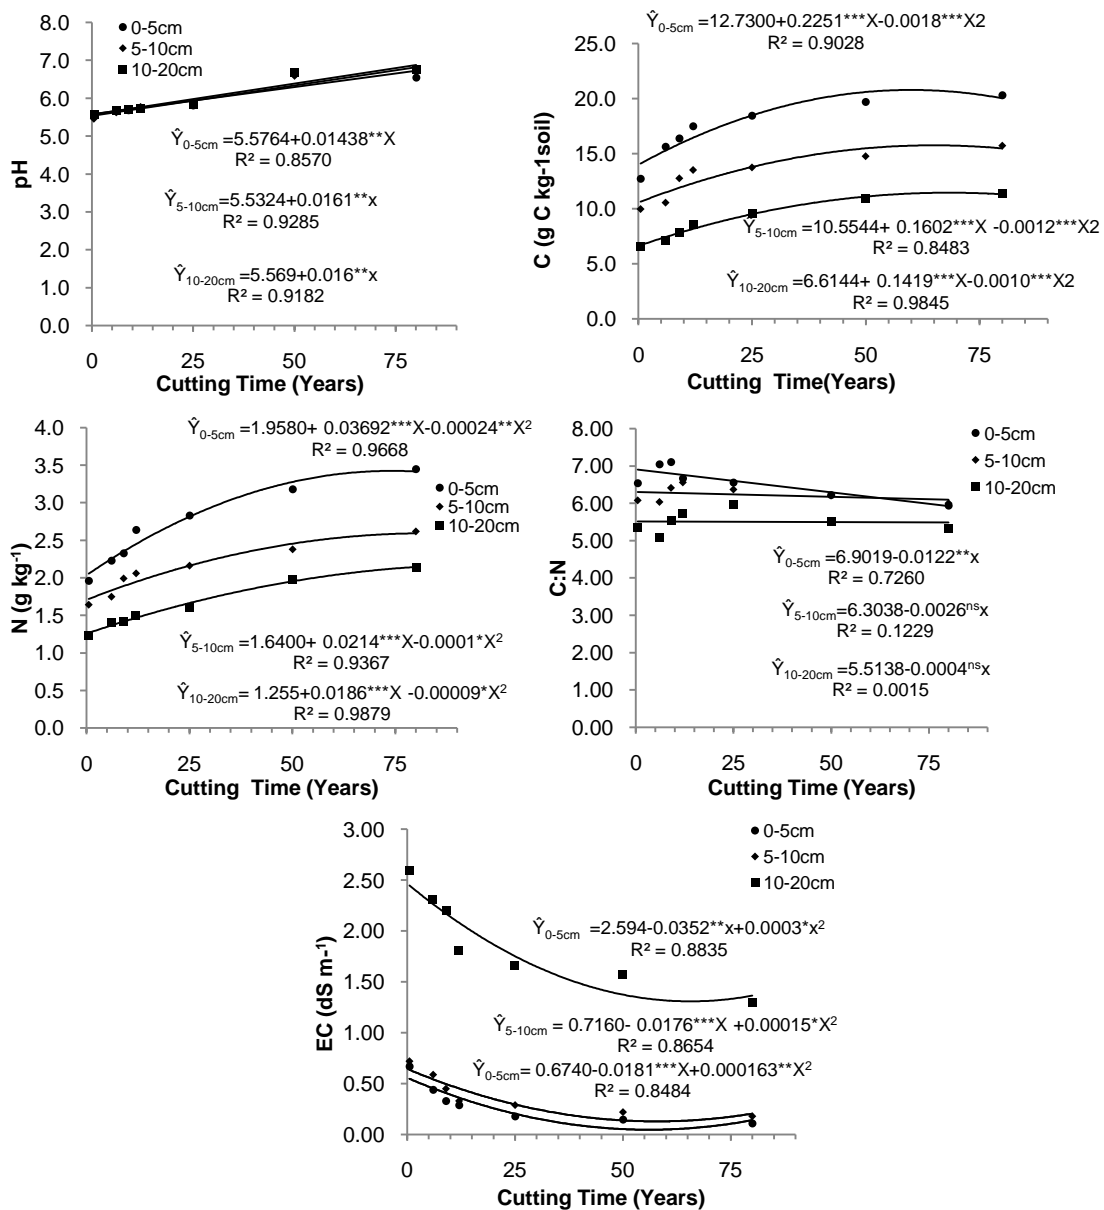 8.0
7.0
6.0
5.0
4.0
3.0
2.0
1.0
0.0
pH
0-5cm
5-10cm
10-20cm
Ŷ0-5cm =5.5764+0.01438**X
R² = 0.8570
Ŷ5-10cm=5.5324+0.0161**x
R² = 0.9285
Ŷ10-20cm =5.569+0.016**x
R² = 0.9182
0 25 50 75
Cutting Time (Years)
Ŷ0-5cm =12.7300+0.2251***X-0.0018***X2
R² = 0.9028
25.0
20.0
15.0
10.0
5.0
0.0
C (g C kg-1soil)
Ŷ5-10cm =10.5544+ 0.1602***X -0.0012***X2
R² = 0.8483
Ŷ10-20cm =6.6144+ 0.1419***X-0.0010***X2
R² = 0.9845
0 25 50 75
Cutting Time(Years)
4.0
3.5
3.0
2.5
2.0
1.5
1.0
0.5
0.0
N (g kg⁻¹)
Ŷ0-5cm =1.9580+ 0.03692***X-0.00024**X²
R² = 0.9668
0-5cm
5-10cm
10-20cm
Ŷ5-10cm=1.6400+ 0.0214***X-0.0001*X²
R² = 0.9367
Ŷ10-20cm= 1.255+0.0186***X -0.00009*X²
R² = 0.9879
0 25 50 75
Cutting Time (Years)
8.00
7.00
6.00
5.00
4.00
3.00
2.00
1.00
0.00
C:N
0-5cm
5-10cm
10-20cm
Ŷ0-5cm=6.9019-0.0122**x
R² = 0.7260
Ŷ5-10cm=6.3038-0.0026ⁿˢx
R² = 0.1229
Ŷ10-20cm=5.5138-0.0004ⁿˢx
R² = 0.0015
0 25 50 75
Cutting Time (Years)
3.00
2.50
2.00
1.50
1.00
0.50
0.00
EC (dS m-¹)
0-5cm
5-10cm
10-20cm
Ŷ0-5cm =2.594-0.0352**x+0.0003*x²
R² = 0.8835
Ŷ5-10cm = 0.7160- 0.0176***X +0.00015*X²
R² = 0.8654
Ŷ0-5cm= 0.6740-0.0181***X+0.000163**X²
R² = 0.8484
0 25 50 75
Cutting Time (Years)